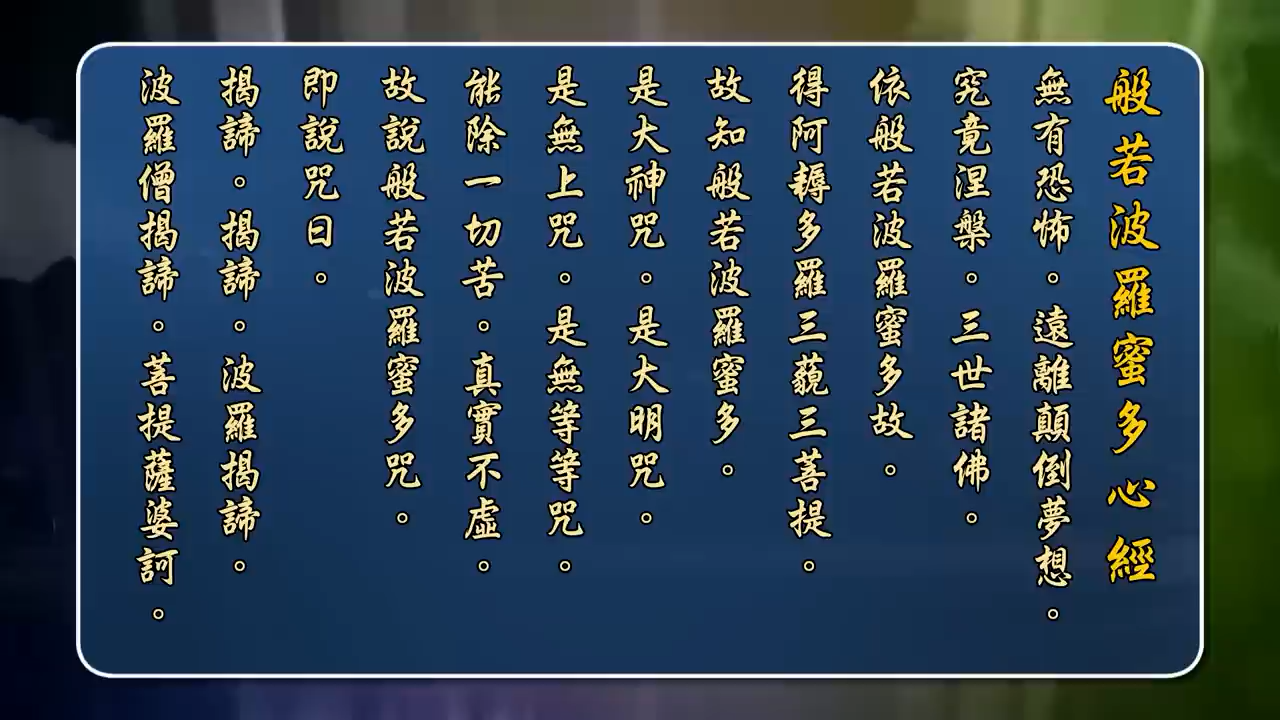 般若波羅蜜多心經
無有恐怖。遠離顛倒夢想。
究竟涅槃。三世諸佛。
依般若波羅蜜多故。
得阿耨多羅三藐三菩提。
故知般若波羅蜜多。
是大神咒。是大明咒。
是無上咒。是無等等咒。
能除一切苦。真實不虛。
故說般若波羅蜜多咒。
即說咒曰。
揭諦。揭諦。波羅揭諦。
波羅僧揭諦。菩提薩婆訶。